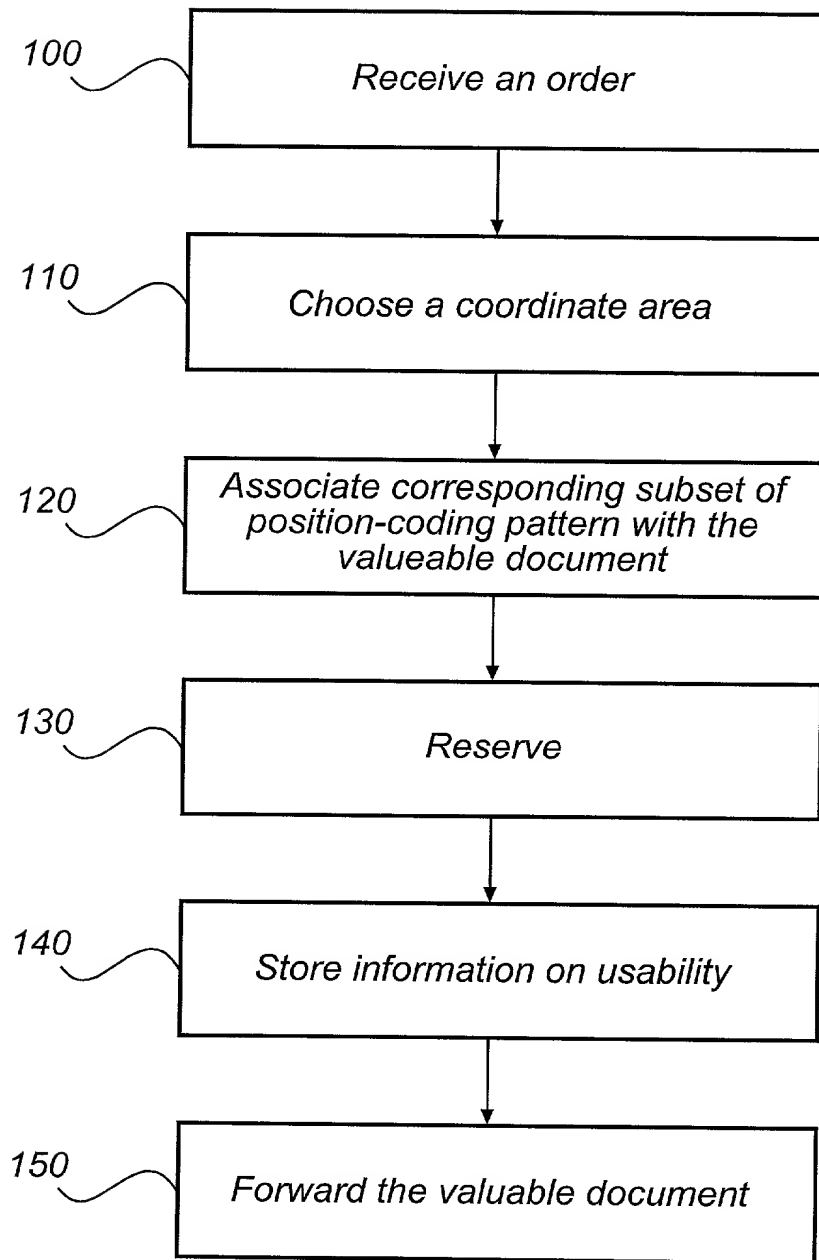 100
Receive an order
110
Choose a coordinate area
120
Associate corresponding subset of
position-coding pattern with the
valueable document
130
Reserve
140
Store information on usability
150
Forward the valuable document